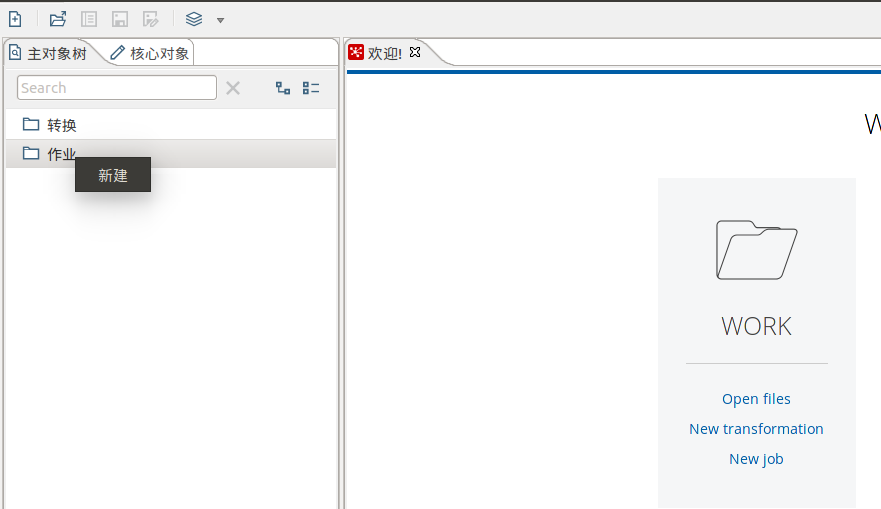 主对象树
核心对象
欢迎!
Search
转换
作业
新建
WORK
Open files
New transformation
New job